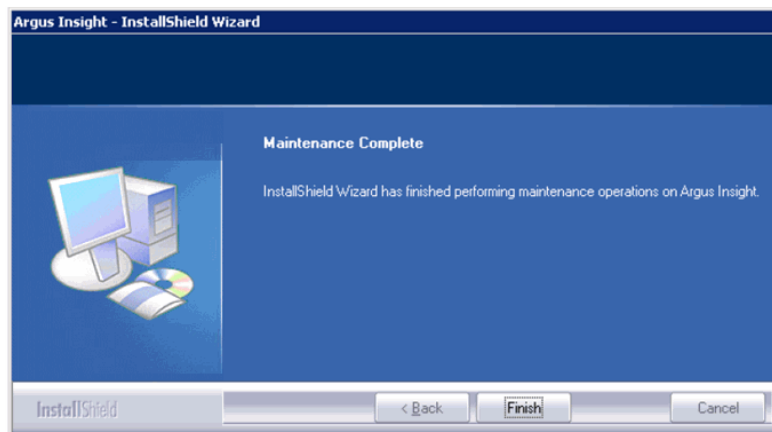 Argus Insight - InstallShield Wizard
Maintenance Complete
InstallShield Wizard has finished performing maintenance operations on Argus Insight.
InstallShield
< Back Finish Cancel